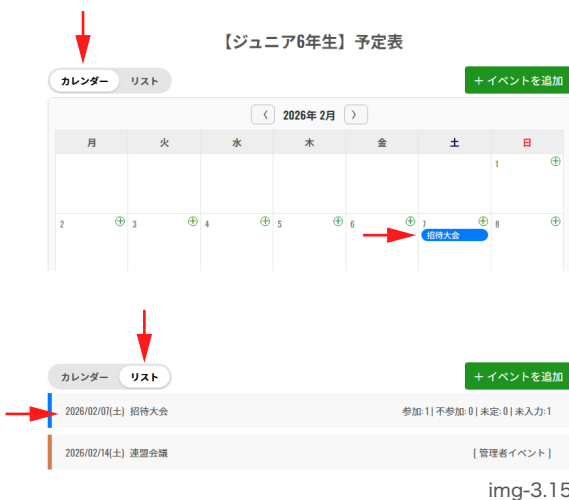 【ジュニア6年生】予定表
カレンダー リスト
+ イベントを追加
〈 2026年 2月 〉
月 火 水 木 金 土 日
1
2 3 4 5 6 7 8
招待大会
カレンダー リスト
+ イベントを追加
2026/02/07(土) 招待大会 参加: 1 | 不参加: 0 | 未定: 0 | 未入力: 1
2026/02/14(土) 連盟会議 [ 管理者イベント ]
img-3.15